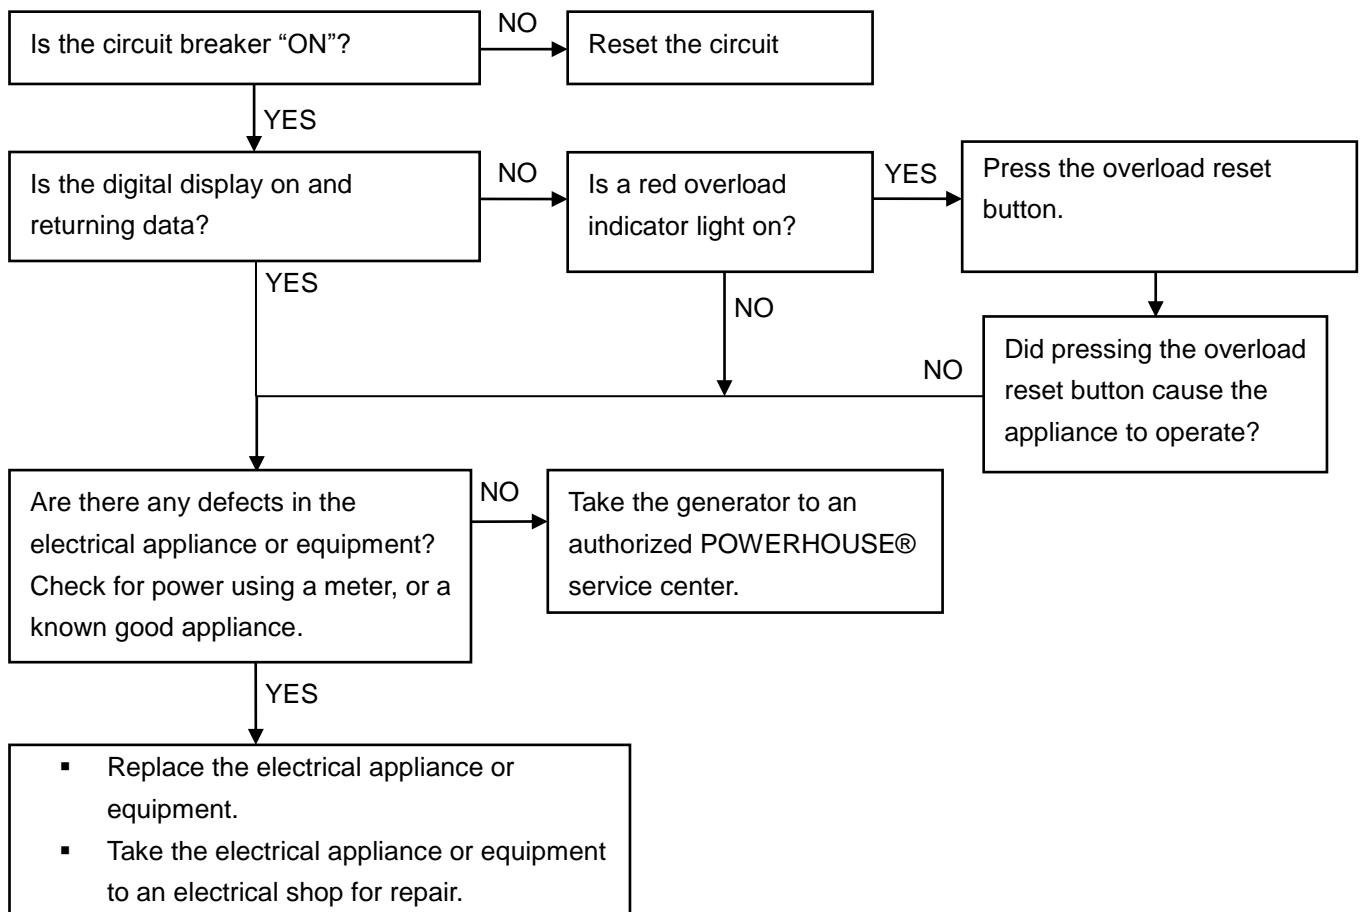 Is the circuit breaker “ON”?
NO
Reset the circuit
YES
Is the digital display on and
returning data?
NO
Is a red overload
indicator light on?
YES
Press the overload reset
button.
YES
NO
Did pressing the overload
reset button cause the
appliance to operate?
NO
Are there any defects in the
electrical appliance or equipment?
Check for power using a meter, or a
known good appliance.
NO
Take the generator to an
authorized POWERHOUSE®
service center.
YES
▪ Replace the electrical appliance or
equipment.
▪ Take the electrical appliance or equipment
to an electrical shop for repair.